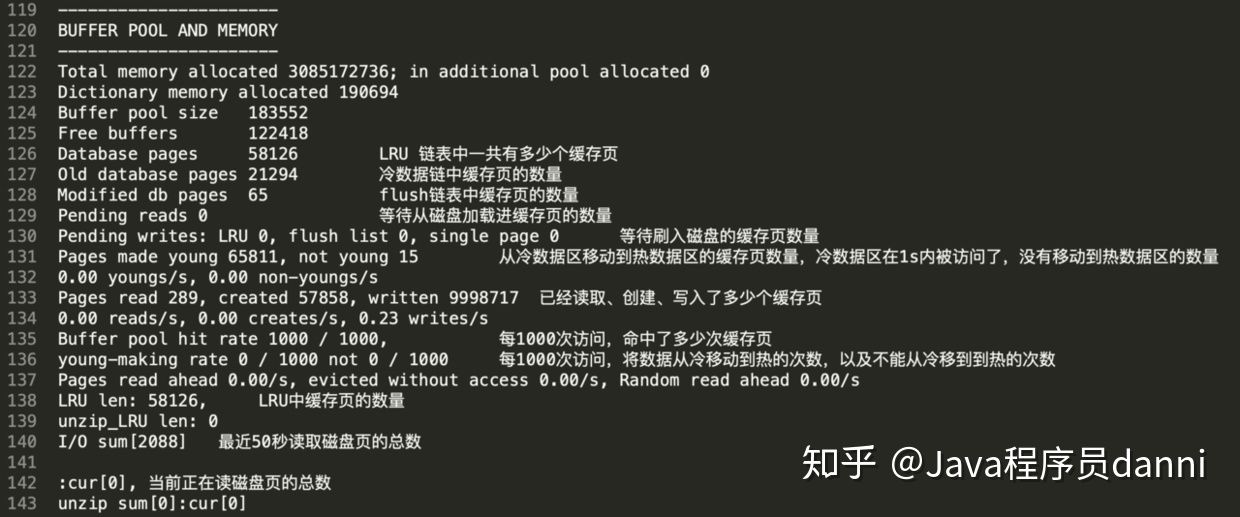 119 ----------------------
120 BUFFER POOL AND MEMORY
121 ----------------------
122 Total memory allocated 3085172736; in additional pool allocated 0
123 Dictionary memory allocated 190694
124 Buffer pool size 183552
125 Free buffers 122418
126 Database pages 58126 LRU 链表中一共有多少个缓存页
127 Old database pages 21294 冷数据链中缓存页的数量
128 Modified db pages 65 flush链表中缓存页的数量
129 Pending reads 0 等待从磁盘加载进缓存页的数量
130 Pending writes: LRU 0, flush list 0, single page 0 等待刷入磁盘的缓存页数量
131 Pages made young 65811, not young 15 从冷数据区移动到热数据区的缓存页数量，冷数据区在1s内被访问了，没有移动到热数据区的数量
132 0.00 youngs/s, 0.00 non-youngs/s
133 Pages read 289, created 57858, written 9998717 已经读取、创建、写入了多少个缓存页
134 0.00 reads/s, 0.00 creates/s, 0.23 writes/s
135 Buffer pool hit rate 1000 / 1000, 每1000次访问，命中了多少次缓存页
136 young-making rate 0 / 1000 not 0 / 1000 每1000次访问，将数据从冷移动到热的次数，以及不能从冷移到到热的次数
137 Pages read ahead 0.00/s, evicted without access 0.00/s, Random read ahead 0.00/s
138 LRU len: 58126, LRU中缓存页的数量
139 unzip_LRU len: 0
140 I/O sum[2088] 最近50秒读取磁盘页的总数
141
142 :cur[0], 当前正在读磁盘页的总数
143 unzip sum[0]:cur[0]
知乎 @Java程序员danni